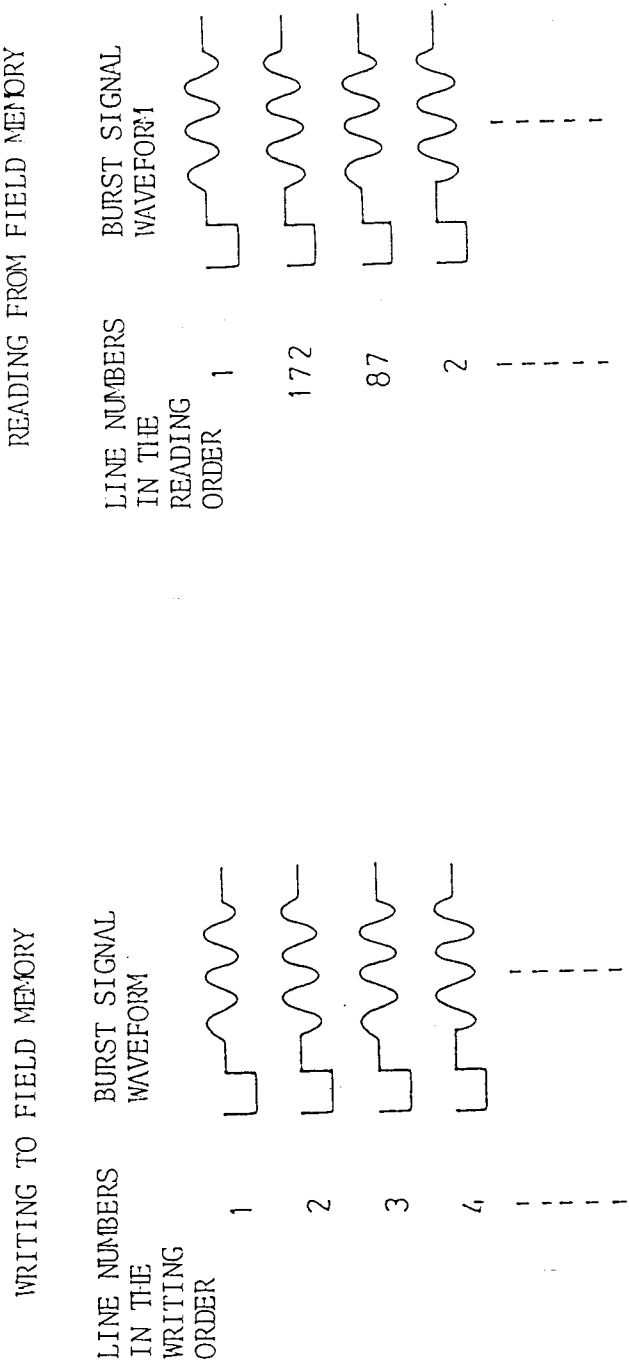 WRITING TO FIELD MEMORY
LINE NUMBERS
IN THE
WRITING
ORDER
BURST SIGNAL
WAVEFORM
1
2
3
4
READING FROM FIELD MEMORY
LINE NUMBERS
IN THE
READING
ORDER
BURST SIGNAL
WAVEFORM
1
172
87
2